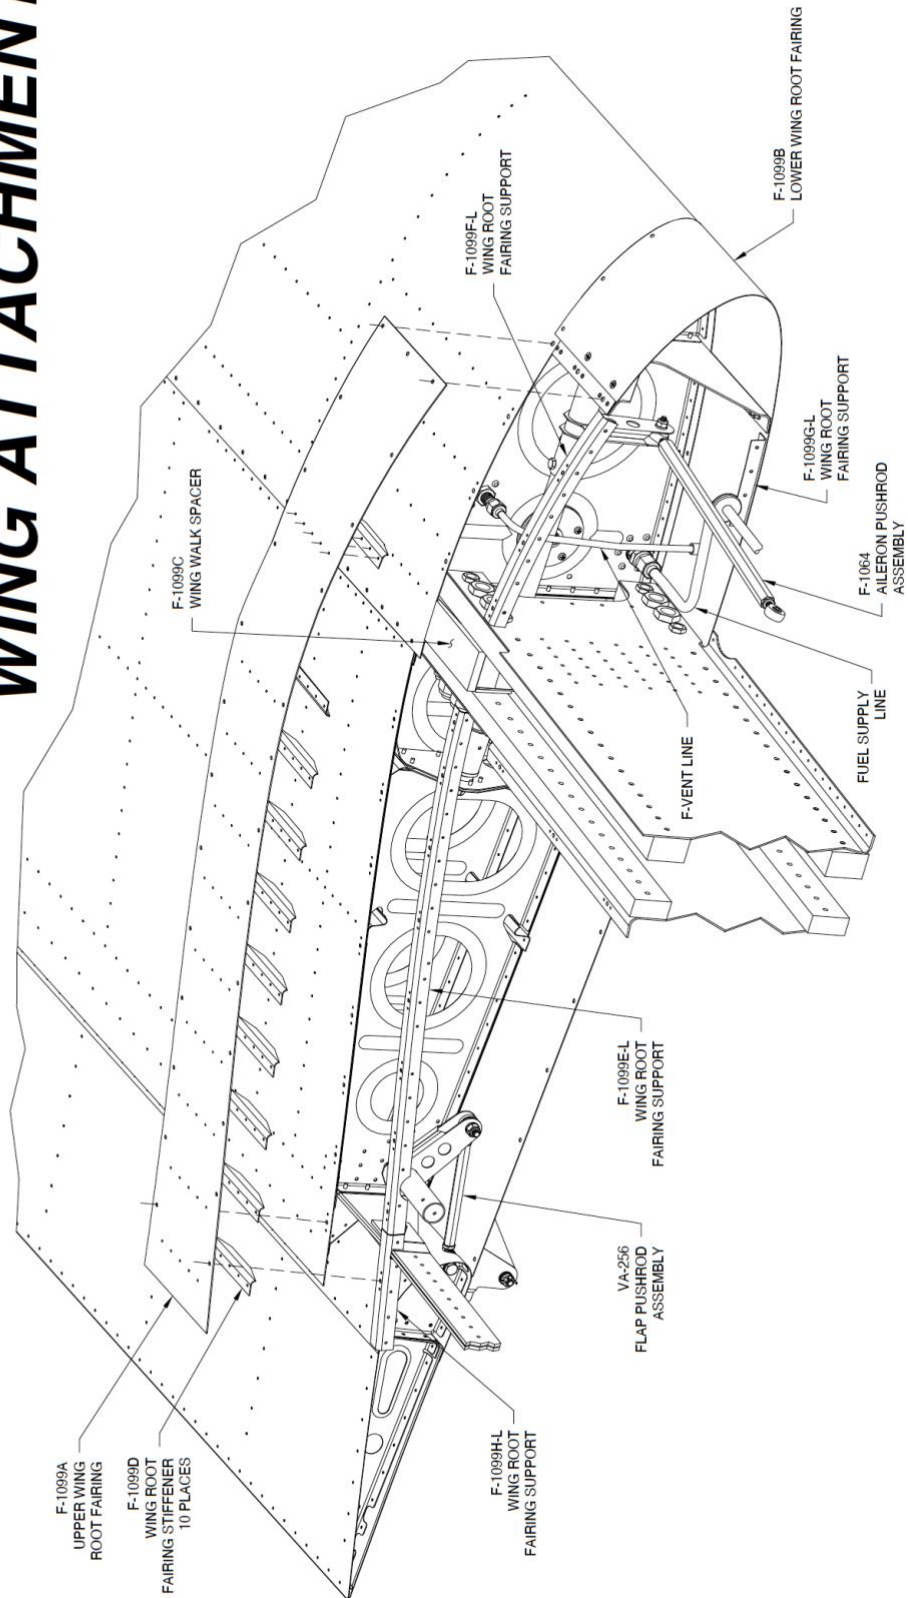 WING ATTACHMENT
F-1099A
UPPER WING
ROOT FAIRING
F-1099D
WING ROOT
FAIRING STIFFENER
10 PLACES
F-1099C
WING WALK SPACER
F-1099F-L
WING ROOT
FAIRING SUPPORT
F-1099B
LOWER WING ROOT FAIRING
F-1099H-L
WING ROOT
FAIRING SUPPORT
VA-256
FLAP PUSHROD
ASSEMBLY
F-1099E-L
WING ROOT
FAIRING SUPPORT
F-VENT LINE
FUEL SUPPLY
LINE
F-1064
AILERON PUSHROD
ASSEMBLY
F-1099G-L
WING ROOT
FAIRING SUPPORT